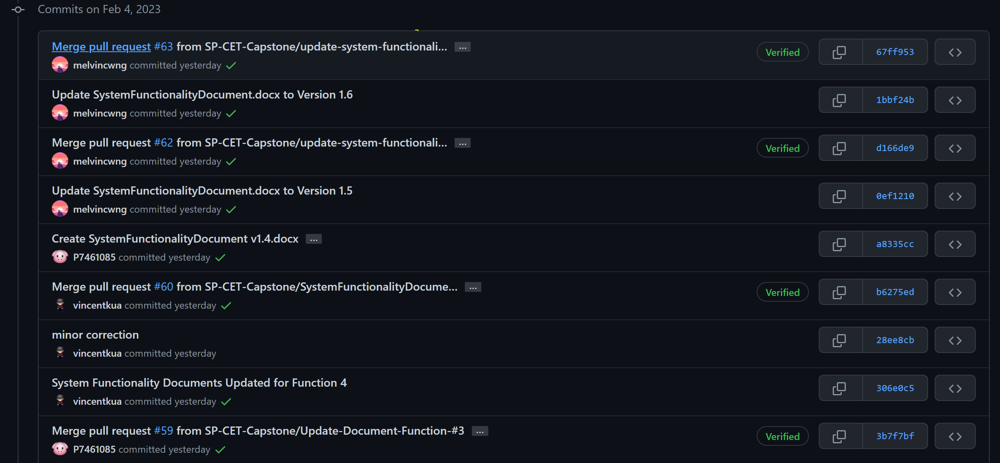 Commits on Feb 4, 2023
Merge pull request #63 from SP-CET-Capstone/update-system-functionali... …
Verified
67ff953
melvincwng committed yesterday
Update SystemFunctionalityDocument.docx to Version 1.6
1bbf24b
melvincwng committed yesterday
Merge pull request #62 from SP-CET-Capstone/update-system-functionali... …
Verified
d166de9
melvincwng committed yesterday
Update SystemFunctionalityDocument.docx to Version 1.5
0ef1210
melvincwng committed yesterday
Create SystemFunctionalityDocument v1.4.docx …
a8335cc
P7461085 committed yesterday
Merge pull request #60 from SP-CET-Capstone/SystemFunctionalityDocume... …
Verified
b6275ed
vincentkua committed yesterday
minor correction
28ee8cb
vincentkua committed yesterday
System Functionality Documents Updated for Function 4
306e0c5
vincentkua committed yesterday
Merge pull request #59 from SP-CET-Capstone/Update-Document-Function-#3 …
Verified
3b7f7bf
P7461085 committed yesterday